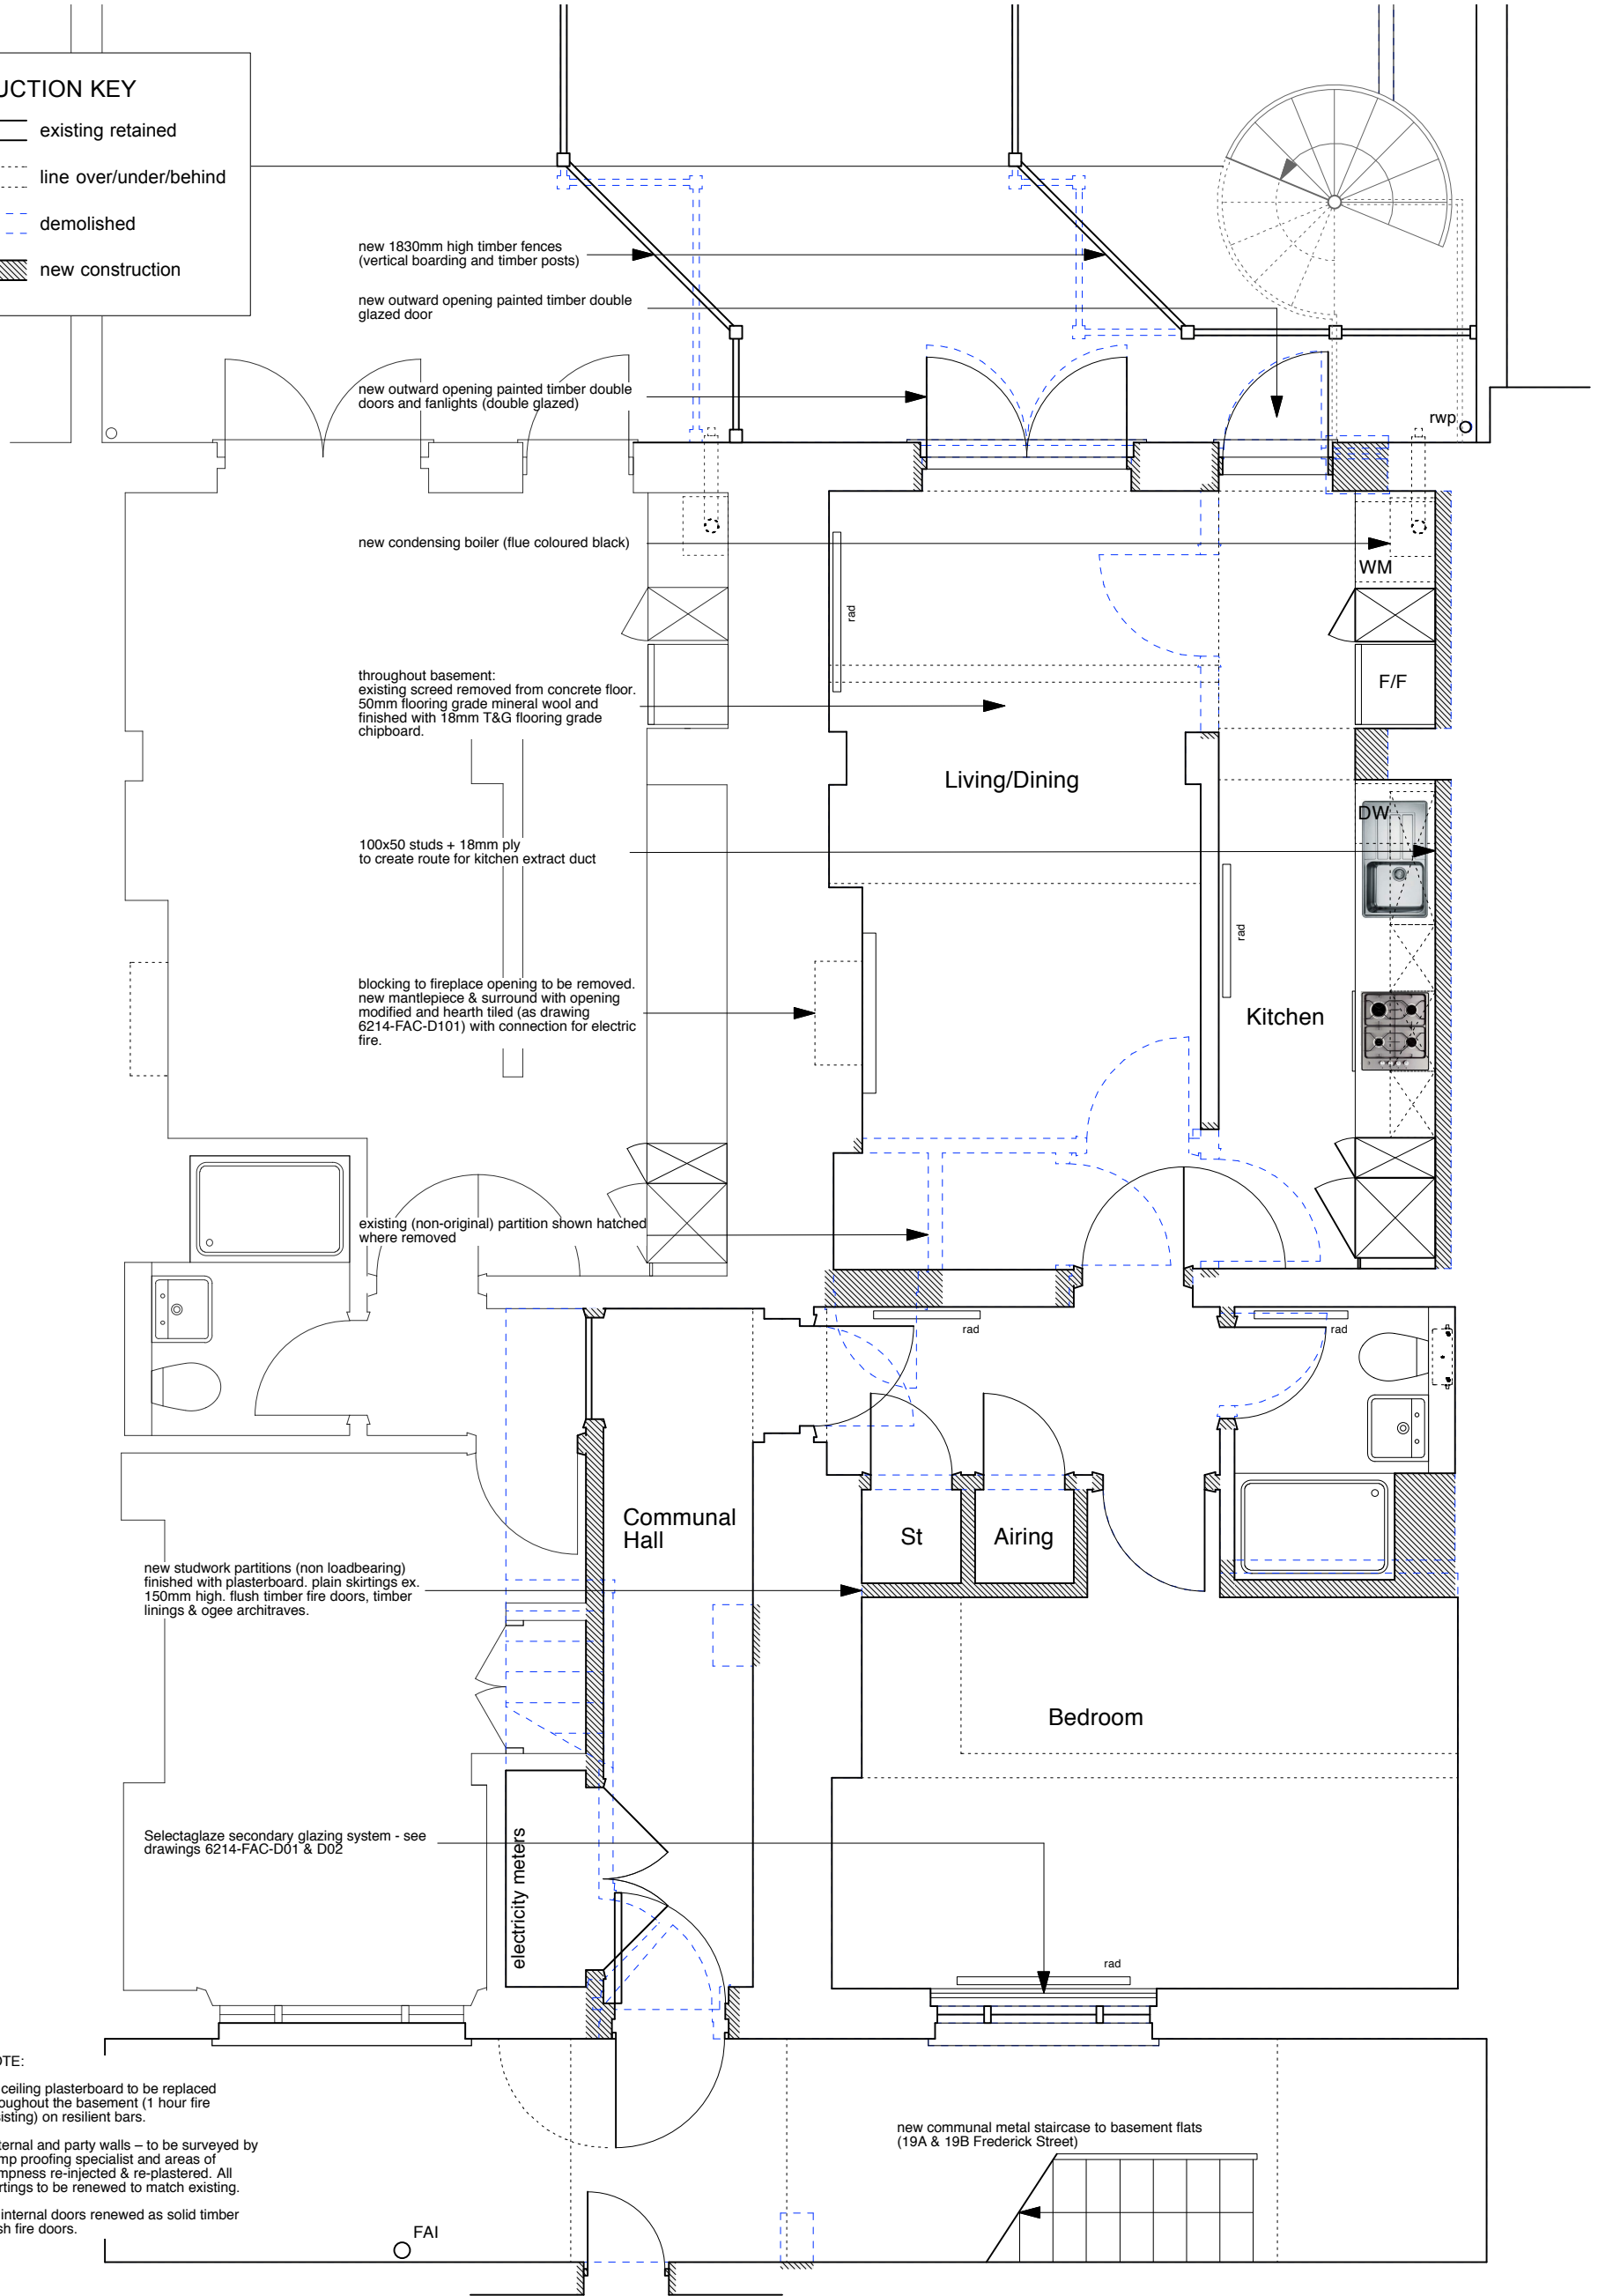 UCTION KEY
existing retained
line over/under/behind
demolished
new construction
new 1830mm high timber fences
(vertical boarding and timber posts)
new outward opening painted timber double
glazed door
new outward opening painted timber double
doors and fanlights (double glazed)
rwp
new condensing boiler (flue coloured black)
WM
rad
throughout basement:
existing screed removed from concrete floor.
50mm flooring grade mineral wool and
finished with 18mm T&G flooring grade
chipboard.
F/F
Living/Dining
DW
100x50 studs + 18mm ply
to create route for kitchen extract duct
rad
blocking to fireplace opening to be removed.
new mantlepiece & surround with opening
modified and hearth tiled (as drawing
6214-FAC-D101) with connection for electric
fire.
Kitchen
existing (non-original) partition shown hatched
where removed
rad
rad
Communal
Hall
St
Airing
new studwork partitions (non loadbearing)
finished with plasterboard. plain skirtings ex.
150mm high. flush timber fire doors, timber
linings & ogee architraves.
Bedroom
Selectaglaze secondary glazing system - see
drawings 6214-FAC-D01 & D02
electricity meters
rad
OTE:
ceiling plasterboard to be replaced
oughout the basement (1 hour fire
sisting) on resilient bars.
ternal and party walls – to be surveyed by
mp proofing specialist and areas of
mpness re-injected & re-plastered. All
irtings to be renewed to match existing.
internal doors renewed as solid timber
sh fire doors.
new communal metal staircase to basement flats
(19A & 19B Frederick Street)
FAI